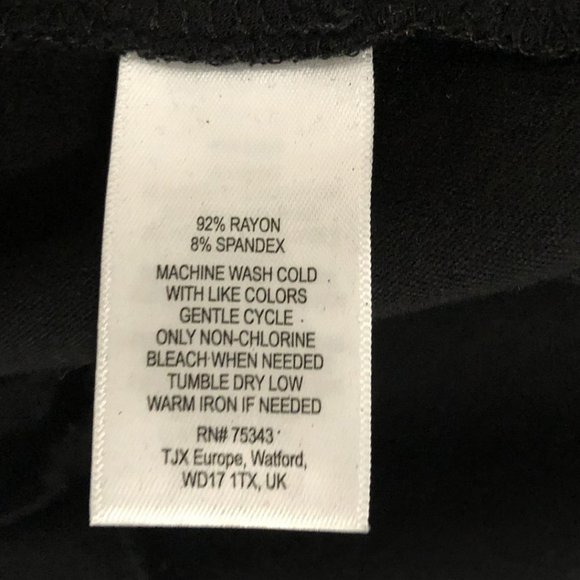 92% RAYON
8% SPANDEX
MACHINE WASH COLD
WITH LIKE COLORS
GENTLE CYCLE
ONLY NON-CHLORINE
BLEACH WHEN NEEDED
TUMBLE DRY LOW
WARM IRON IF NEEDED
RN# 75343
TJX Europe, Watford,
WD17 1TX, UK